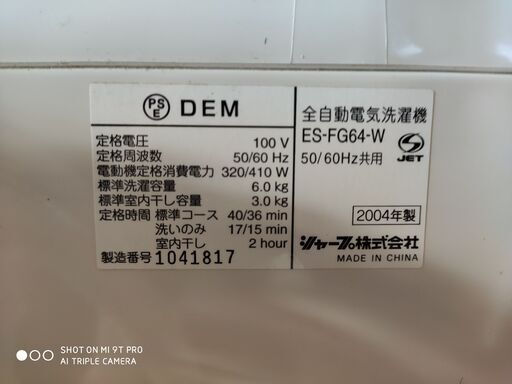 PSE DEM
定格電圧 100 V
定格周波数 50/60 Hz
電動機定格消費電力 320/410 W
標準洗濯容量 6.0 kg
標準室内干し容量 3.0 kg
定格時間 標準コース 40/36 min
洗いのみ 17/15 min
室内干し 2 hour
製造番号 1041817
全自動電気洗濯機
ES-FG64-W
50/60Hz共用
JET
2004年製
シャープ株式会社
MADE IN CHINA
SHOT ON MI 9T PRO
AI TRIPLE CAMERA